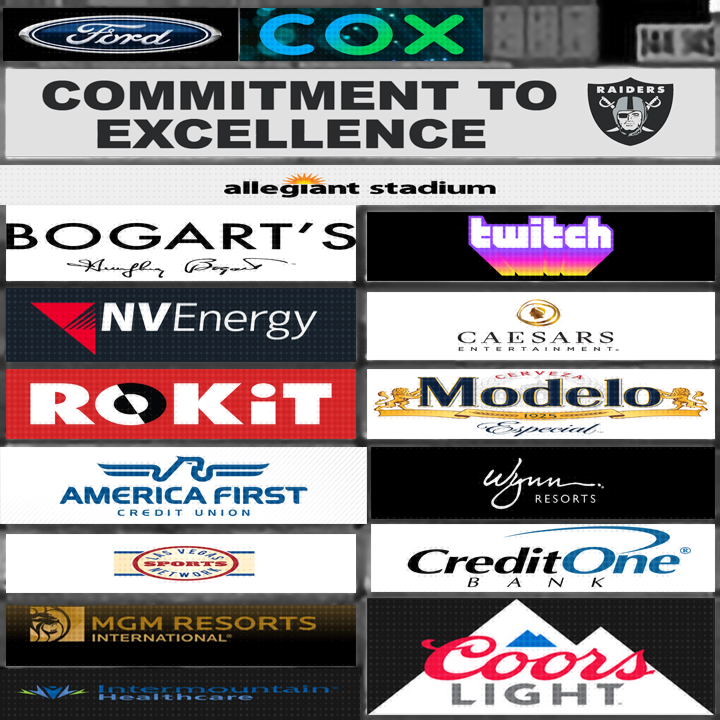 Ford
COX
COMMITMENT TO
EXCELLENCE
RAIDERS
allegiant stadium
BOGART'S
Humphrey Bogart
twitch
NVEnergy
CAESARS
ENTERTAINMENT
ROKiT
CERVEZA
Modelo
1925
Especial
AMERICA FIRST
CREDIT UNION
Wynn
RESORTS
LAS VEGAS
SPORTS
NETWORK
CreditOne®
BANK
MGM RESORTS
INTERNATIONAL®
Coors
LIGHT
Intermountain
Healthcare